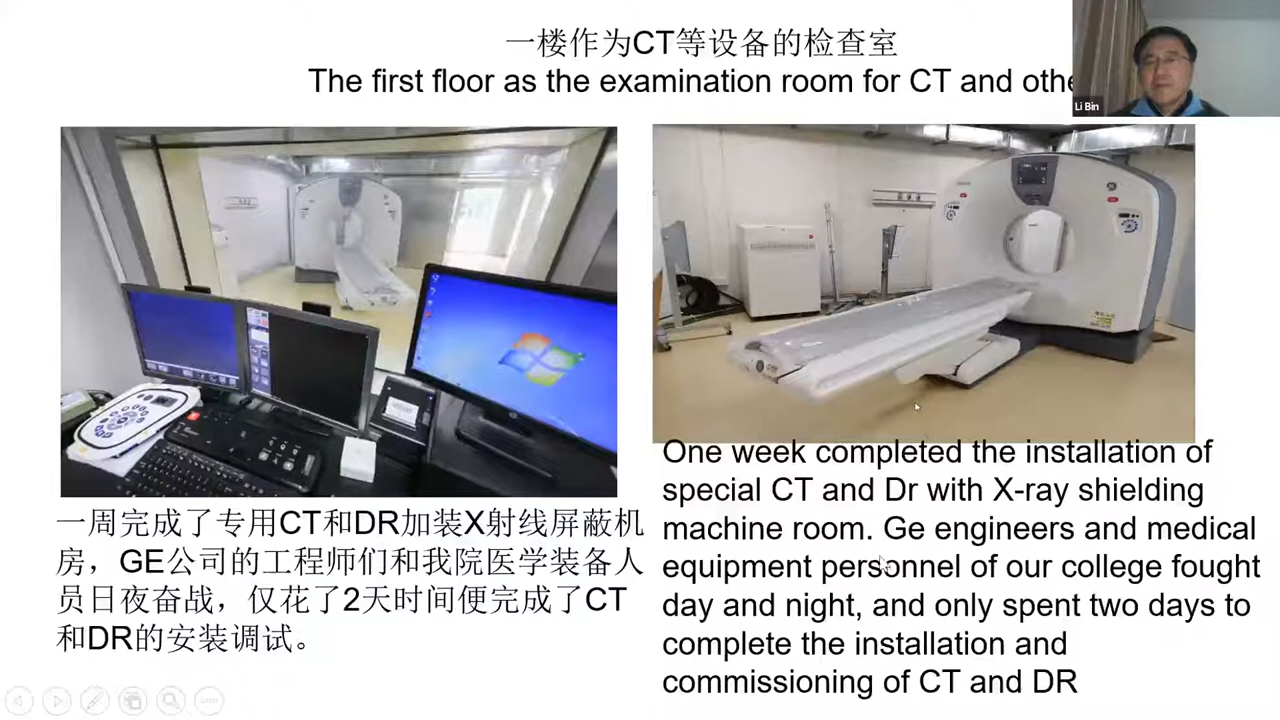 一楼作为CT等设备的检查室
The first floor as the examination room for CT and othe
Li Bin
一周完成了专用CT和DR加装X射线屏蔽机
房，GE公司的工程师们和我院医学装备人
员日夜奋战，仅花了2天时间便完成了CT
和DR的安装调试。
One week completed the installation of
special CT and Dr with X-ray shielding
machine room. Ge engineers and medical
equipment personnel of our college fought
day and night, and only spent two days to
complete the installation and
commissioning of CT and DR